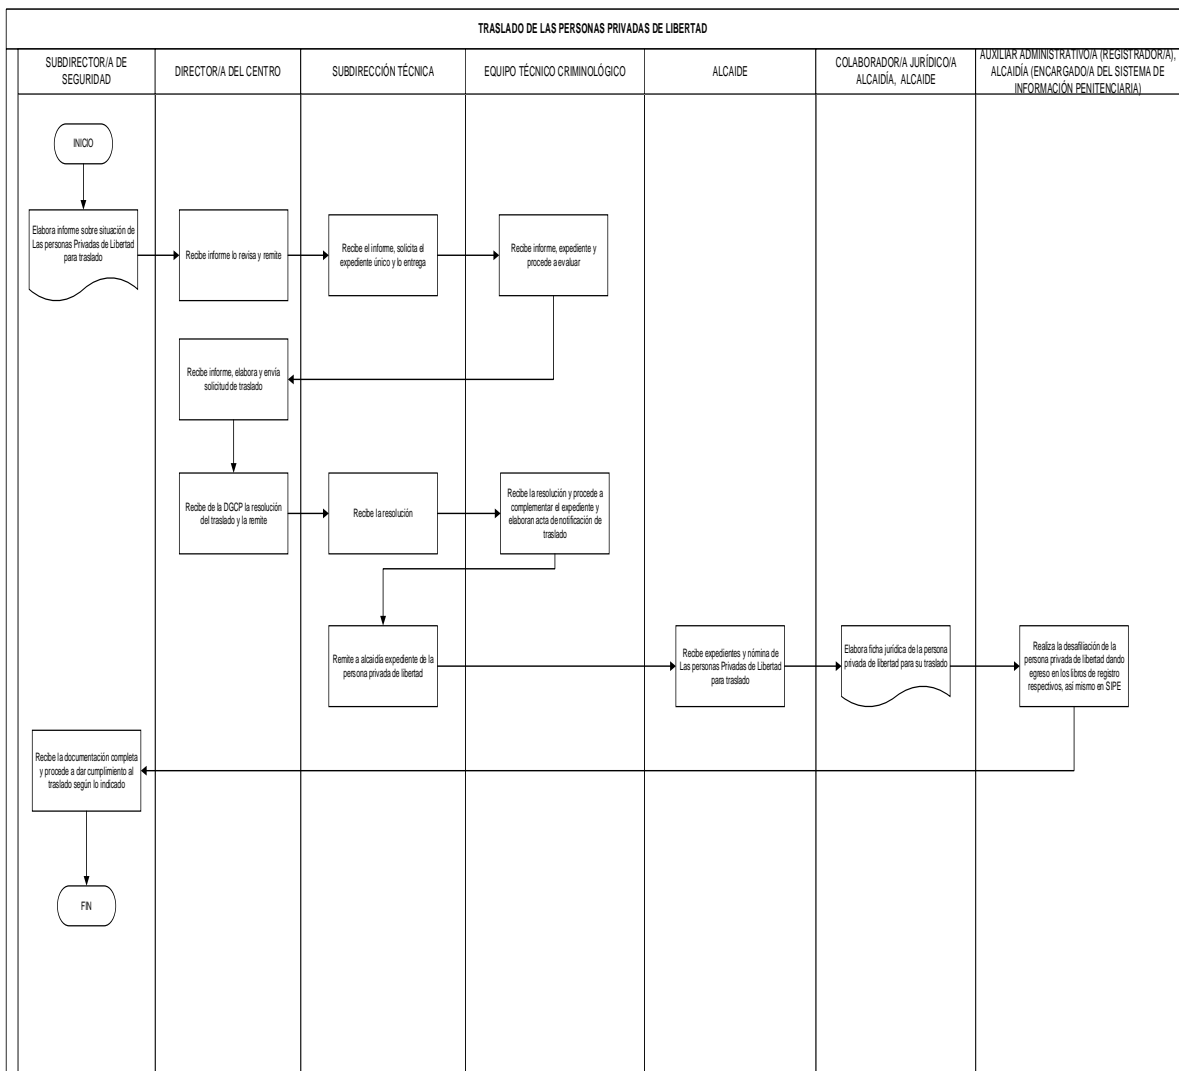 TRASLADO DE LAS PERSONAS PRIVADAS DE LIBERTAD
SUBDIRECTOR/A DE
SEGURIDAD
DIRECTOR/A DEL CENTRO
SUBDIRECCIÓN TÉCNICA
EQUIPO TÉCNICO CRIMINOLÓGICO
ALCAIDE
COLABORADOR/A JURÍDICO/A
ALCAIDÍA, ALCAIDE
AUXILIAR ADMINISTRATIVO/A (REGISTRADOR/A),
ALCAIDÍA (ENCARGADO/A DEL SISTEMA DE
INFORMACIÓN PENITENCIARIA)
INICIO
Elabora informe sobre situación de
Las personas Privadas de Libertad
para traslado
Recibe informe lo revisa y remite
Recibe el informe, solicita el
expediente único y lo entrega
Recibe informe, expediente y
procede a evaluar
Recibe informe, elabora y envía
solicitud de traslado
Recibe de la DGCP la resolución
del traslado y la remite
Recibe la resolución
Recibe la resolución y procede a
complementar el expediente y
elaboran acta de notificación de
traslado
Remite a alcaidía expediente de la
persona privada de libertad
Recibe expedientes y nómina de
Las personas Privadas de Libertad
para traslado
Elabora ficha jurídica de la persona
privada de libertad para su traslado
Realiza la desafiliación de la
persona privada de libertad dando
egreso en los libros de registro
respectivos, así mismo en SIPE
Recibe la documentación completa
y procede a dar cumplimiento al
traslado según lo indicado
FIN